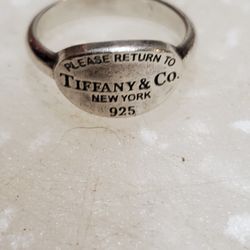 PLEASE RETURN TO
TIFFANY & CO.
NEW YORK
925